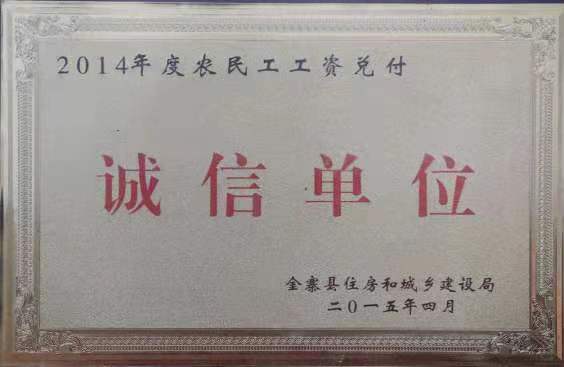 2014年度农民工工资兑付
诚信单位
金寨县住房和城乡建设局
二0一五年四月